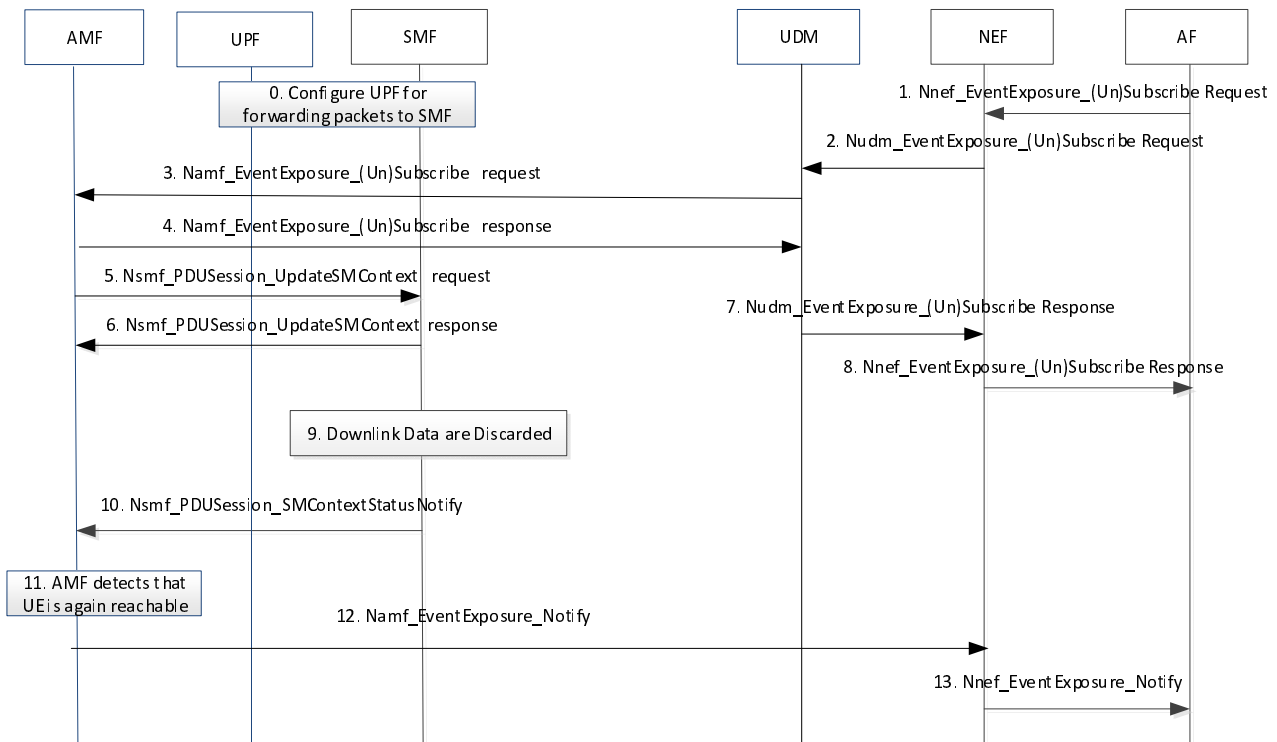 AMF
UPF
SMF
UDM
NEF
AF
0. Configure UPF for
forwarding packets to SMF
1. Nnef_EventExposure_(Un)Subscribe Request
2. Nudm_EventExposure_(Un)Subscribe Request
3. Namf_EventExposure_(Un)Subscribe request
4. Namf_EventExposure_(Un)Subscribe response
5. Nsmf_PDUSession_UpdateSMContext request
7. Nudm_EventExposure_(Un)Subscribe Response
6. Nsmf_PDUSession_UpdateSMContext response
8. Nnef_EventExposure_(Un)Subscribe Response
9. Downlink Data are Discarded
10. Nsmf_PDUSession_SMContextStatusNotify
11. AMF detects that
UE is again reachable
12. Namf_EventExposure_Notify
13. Nnef_EventExposure_Notify